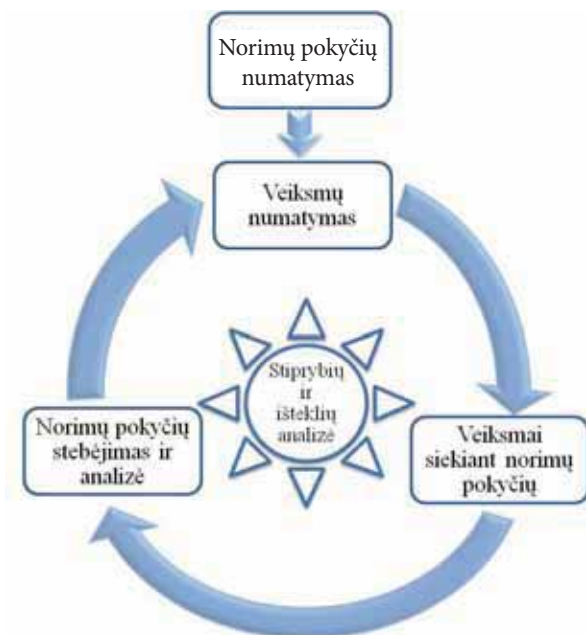 Norimų pokyčių
numatymas
Veiksmų
numatymas
Stiprybių
ir
išteklių
analizė
Norimų pokyčių
stebėjimas ir
analizė
Veiksmai
siekiant norimų
pokyčių